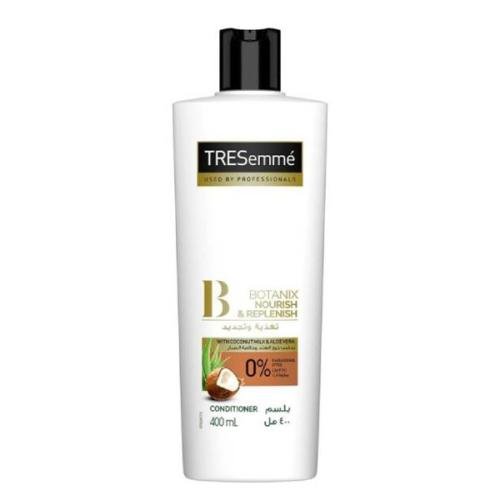 TRESemmé
USED BY PROFESSIONALS
B
BOTANIX
NOURISH
& REPLENISH
تغذية وتجديد
WITH COCONUT MILK & ALOE VERA
0%
CONDITIONER
بلسم
400 mL
٤٠٠ مل